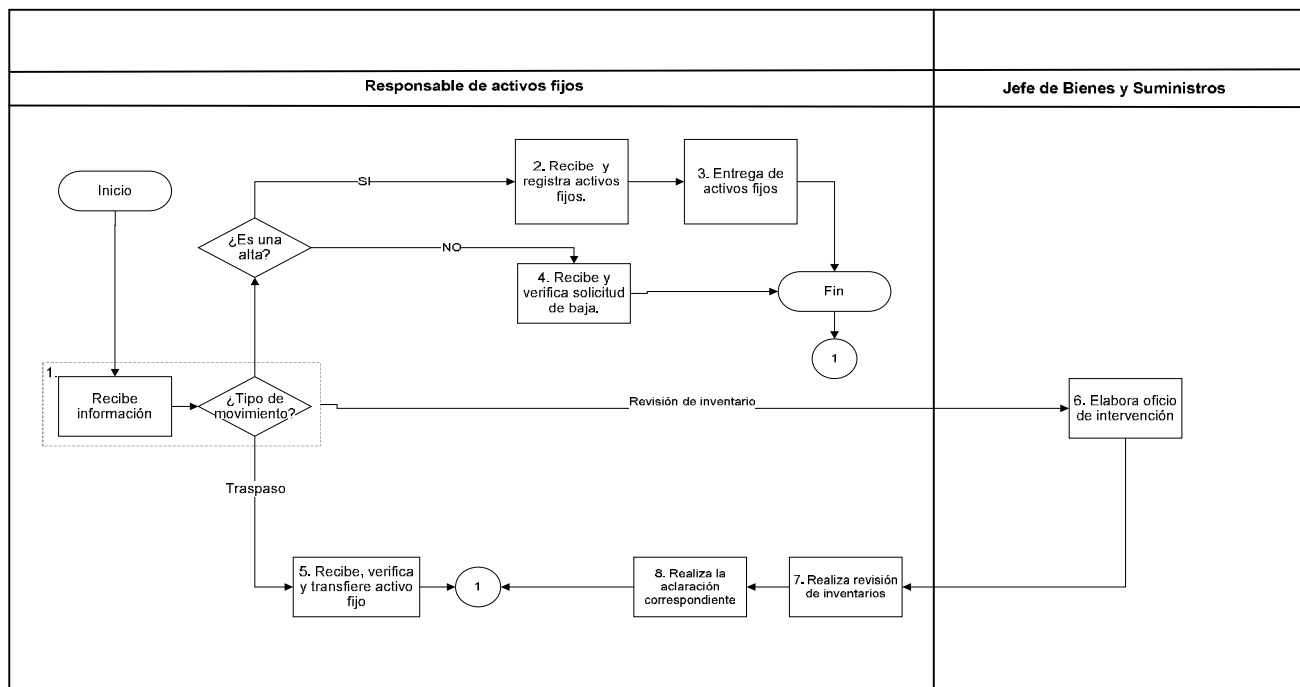 Responsable de activos fijos
Jefe de Bienes y Suministros
Inicio
SI
2. Recibe y
registra activos
fijos.
3. Entrega de
activos fijos
¿Es una
alta?
NO
4. Recibe y
verifica solicitud
de baja.
Fin
1
1.
Recibe
información
¿Tipo de
movimiento?
Revisión de inventario
6. Elabora oficio
de intervención
Traspaso
5. Recibe, verifica
y transfiere activo
fijo
1
8. Realiza la
aclaración
correspondiente
7. Realiza revisión
de inventarios